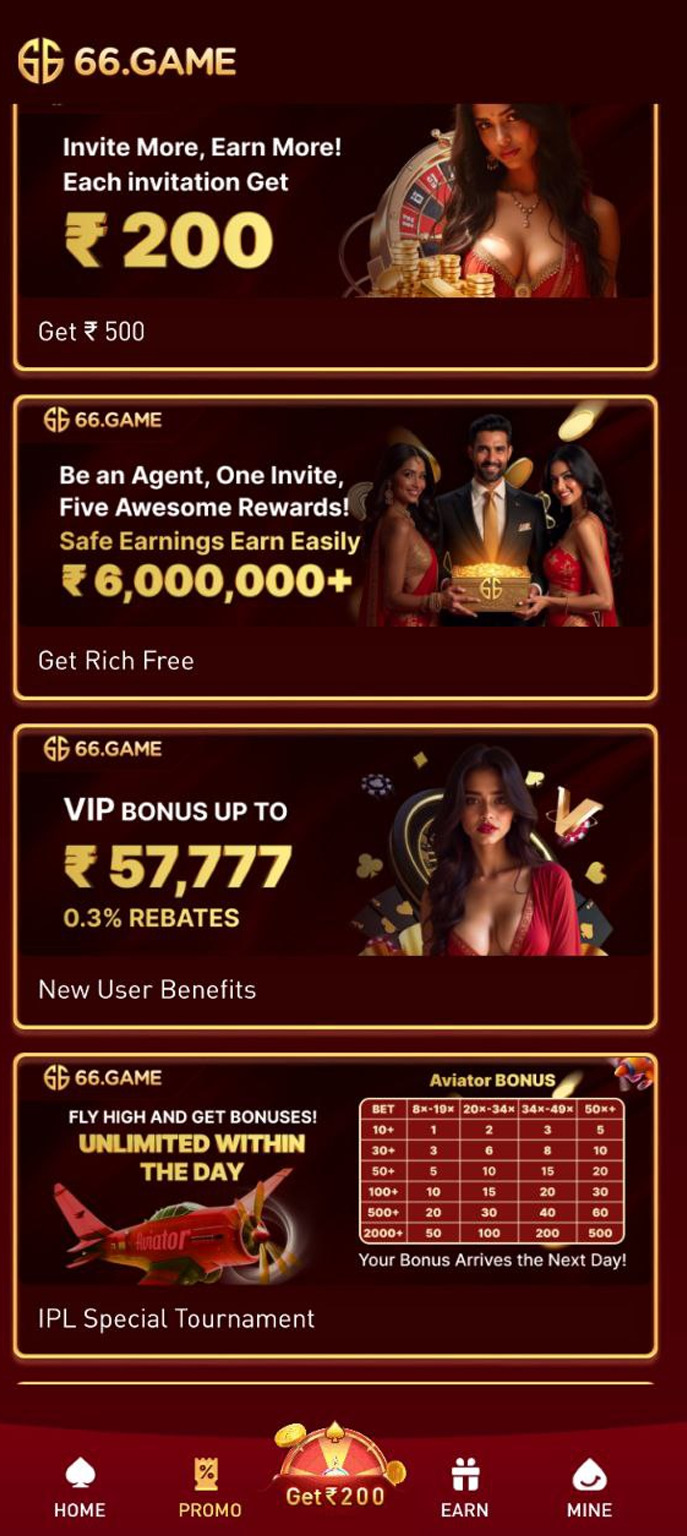 66.GAME
Invite More, Earn More!
Each invitation Get
₹ 200
Get ₹ 500
66.GAME
Be an Agent, One Invite,
Five Awesome Rewards!
Safe Earnings Earn Easily
₹ 6,000,000+
Get Rich Free
66.GAME
VIP BONUS UP TO
₹ 57,777
0.3% REBATES
New User Benefits
66.GAME
FLY HIGH AND GET BONUSES!
UNLIMITED WITHIN
THE DAY
Aviator
Aviator BONUS
BET 8×-19× 20×-34× 34×-49× 50×+
10+ 1 2 3 5
30+ 3 6 8 10
50+ 5 10 15 20
100+ 10 15 20 30
500+ 20 30 40 60
2000+ 50 100 200 500
Your Bonus Arrives the Next Day!
IPL Special Tournament
HOME
PROMO
Get ₹200
EARN
MINE